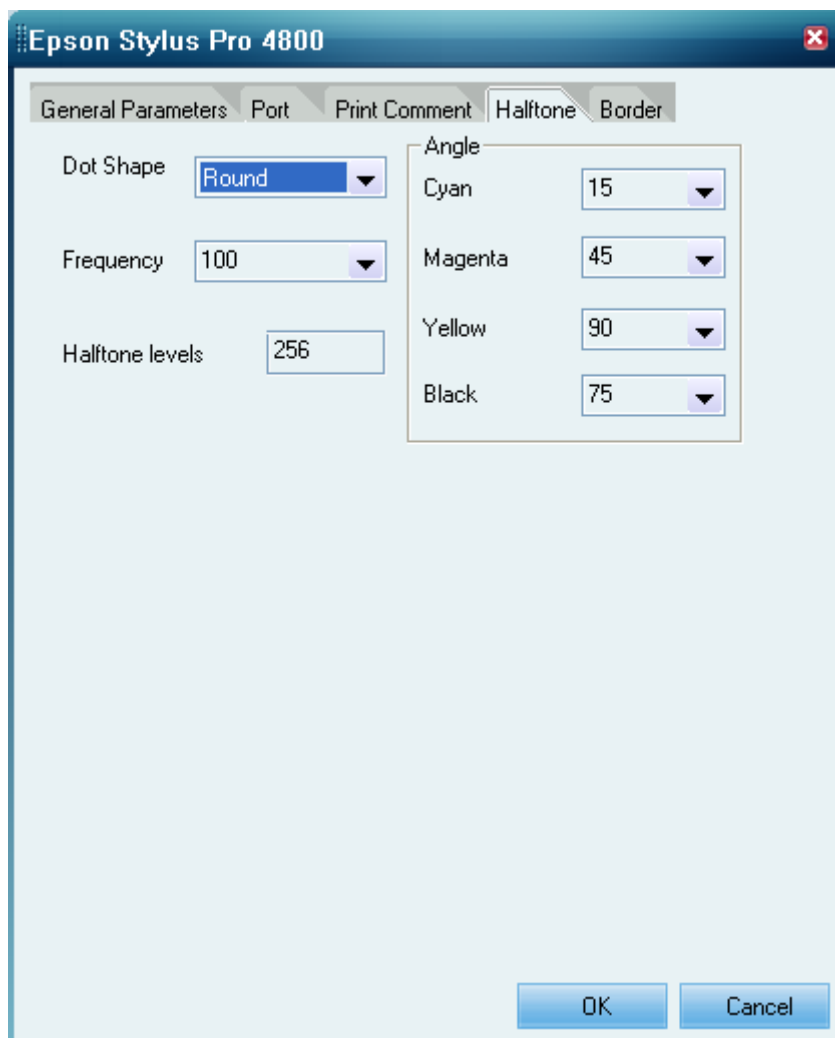 Epson Stylus Pro 4800
General Parameters Port Print Comment Halftone Border
Dot Shape Round
Frequency 100
Halftone levels 256
Angle
Cyan 15
Magenta 45
Yellow 90
Black 75
OK Cancel